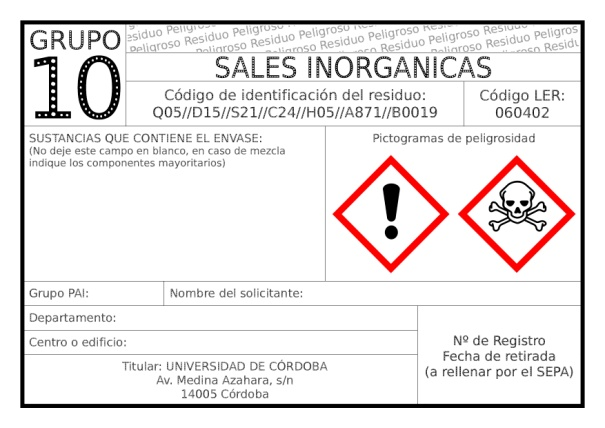 GRUPO
10
Residuo Peligroso Residuo Peligroso Residuo Peligroso Residuo Peligroso
Peligroso Residuo Peligroso Residuo Peligroso Residuo Peligroso Residuo Peligroso
SALES INORGANICAS
Código de identificación del residuo:
Q05//D15//S21//C24//H05//A871//B0019
Código LER:
060402
SUSTANCIAS QUE CONTIENE EL ENVASE:
(No deje este campo en blanco, en caso de mezcla
indique los componentes mayoritarios)
Pictogramas de peligrosidad
Grupo PAI:
Nombre del solicitante:
Departamento:
Centro o edificio:
Titular: UNIVERSIDAD DE CÓRDOBA
Av. Medina Azahara, s/n
14005 Córdoba
Nº de Registro
Fecha de retirada
(a rellenar por el SEPA)